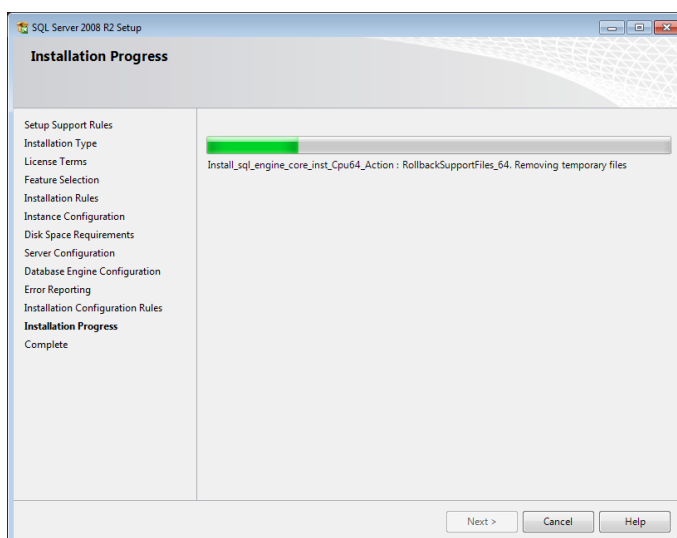 SQL Server 2008 R2 Setup
Installation Progress
Setup Support Rules
Installation Type
License Terms
Feature Selection
Installation Rules
Instance Configuration
Disk Space Requirements
Server Configuration
Database Engine Configuration
Error Reporting
Installation Configuration Rules
Installation Progress
Complete
Install_sql_engine_core_inst_Cpu64_Action : RollbackSupportFiles_64. Removing temporary files
Next >
Cancel
Help